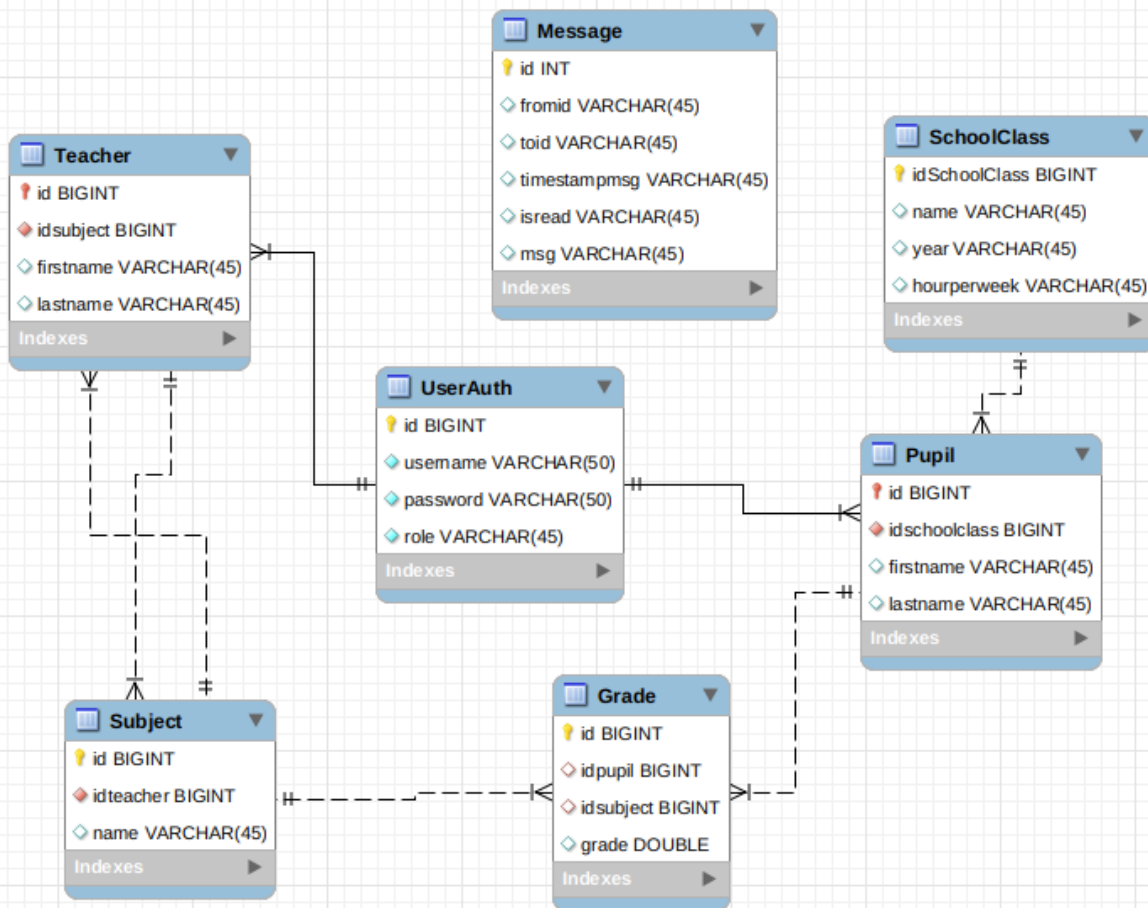 Message
id INT
fromid VARCHAR(45)
toid VARCHAR(45)
timestampmsg VARCHAR(45)
isread VARCHAR(45)
msg VARCHAR(45)
Indexes
Teacher
id BIGINT
idsubject BIGINT
firstname VARCHAR(45)
lastname VARCHAR(45)
Indexes
SchoolClass
idSchoolClass BIGINT
name VARCHAR(45)
year VARCHAR(45)
hourperweek VARCHAR(45)
Indexes
UserAuth
id BIGINT
username VARCHAR(50)
password VARCHAR(50)
role VARCHAR(45)
Indexes
Pupil
id BIGINT
idschoolclass BIGINT
firstname VARCHAR(45)
lastname VARCHAR(45)
Indexes
Subject
id BIGINT
idteacher BIGINT
name VARCHAR(45)
Indexes
Grade
id BIGINT
idpupil BIGINT
idsubject BIGINT
grade DOUBLE
Indexes